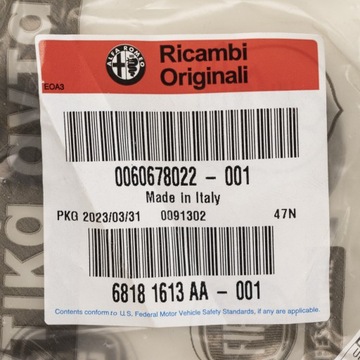 ALFA ROMEO
Ricambi
Originali
EOA3
0060678022 - 001
Made in Italy
PKG 2023/03/31 0091302 47N
6818 1613 AA - 001
Contents conform to U.S. Federal Motor Vehicle Safety Standards, if any are applicable.